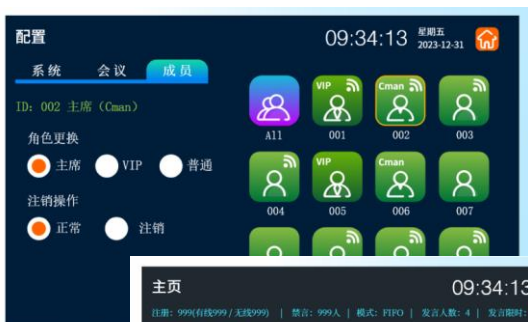 配置
09:34:13
星期五
2023-12-31
系统 会议 成员
ID: 002 主席 (Cman)
角色更换
主席 VIP 普通
注销操作
正常 注销
VIP Cman
All 001 002 003
VIP Cman
004 005 006 007
主页
09:34:13
注册: 999(有线999 / 无线999) | 禁言: 999人 | 模式: FIFO | 发言人数: 4 | 发言限时: